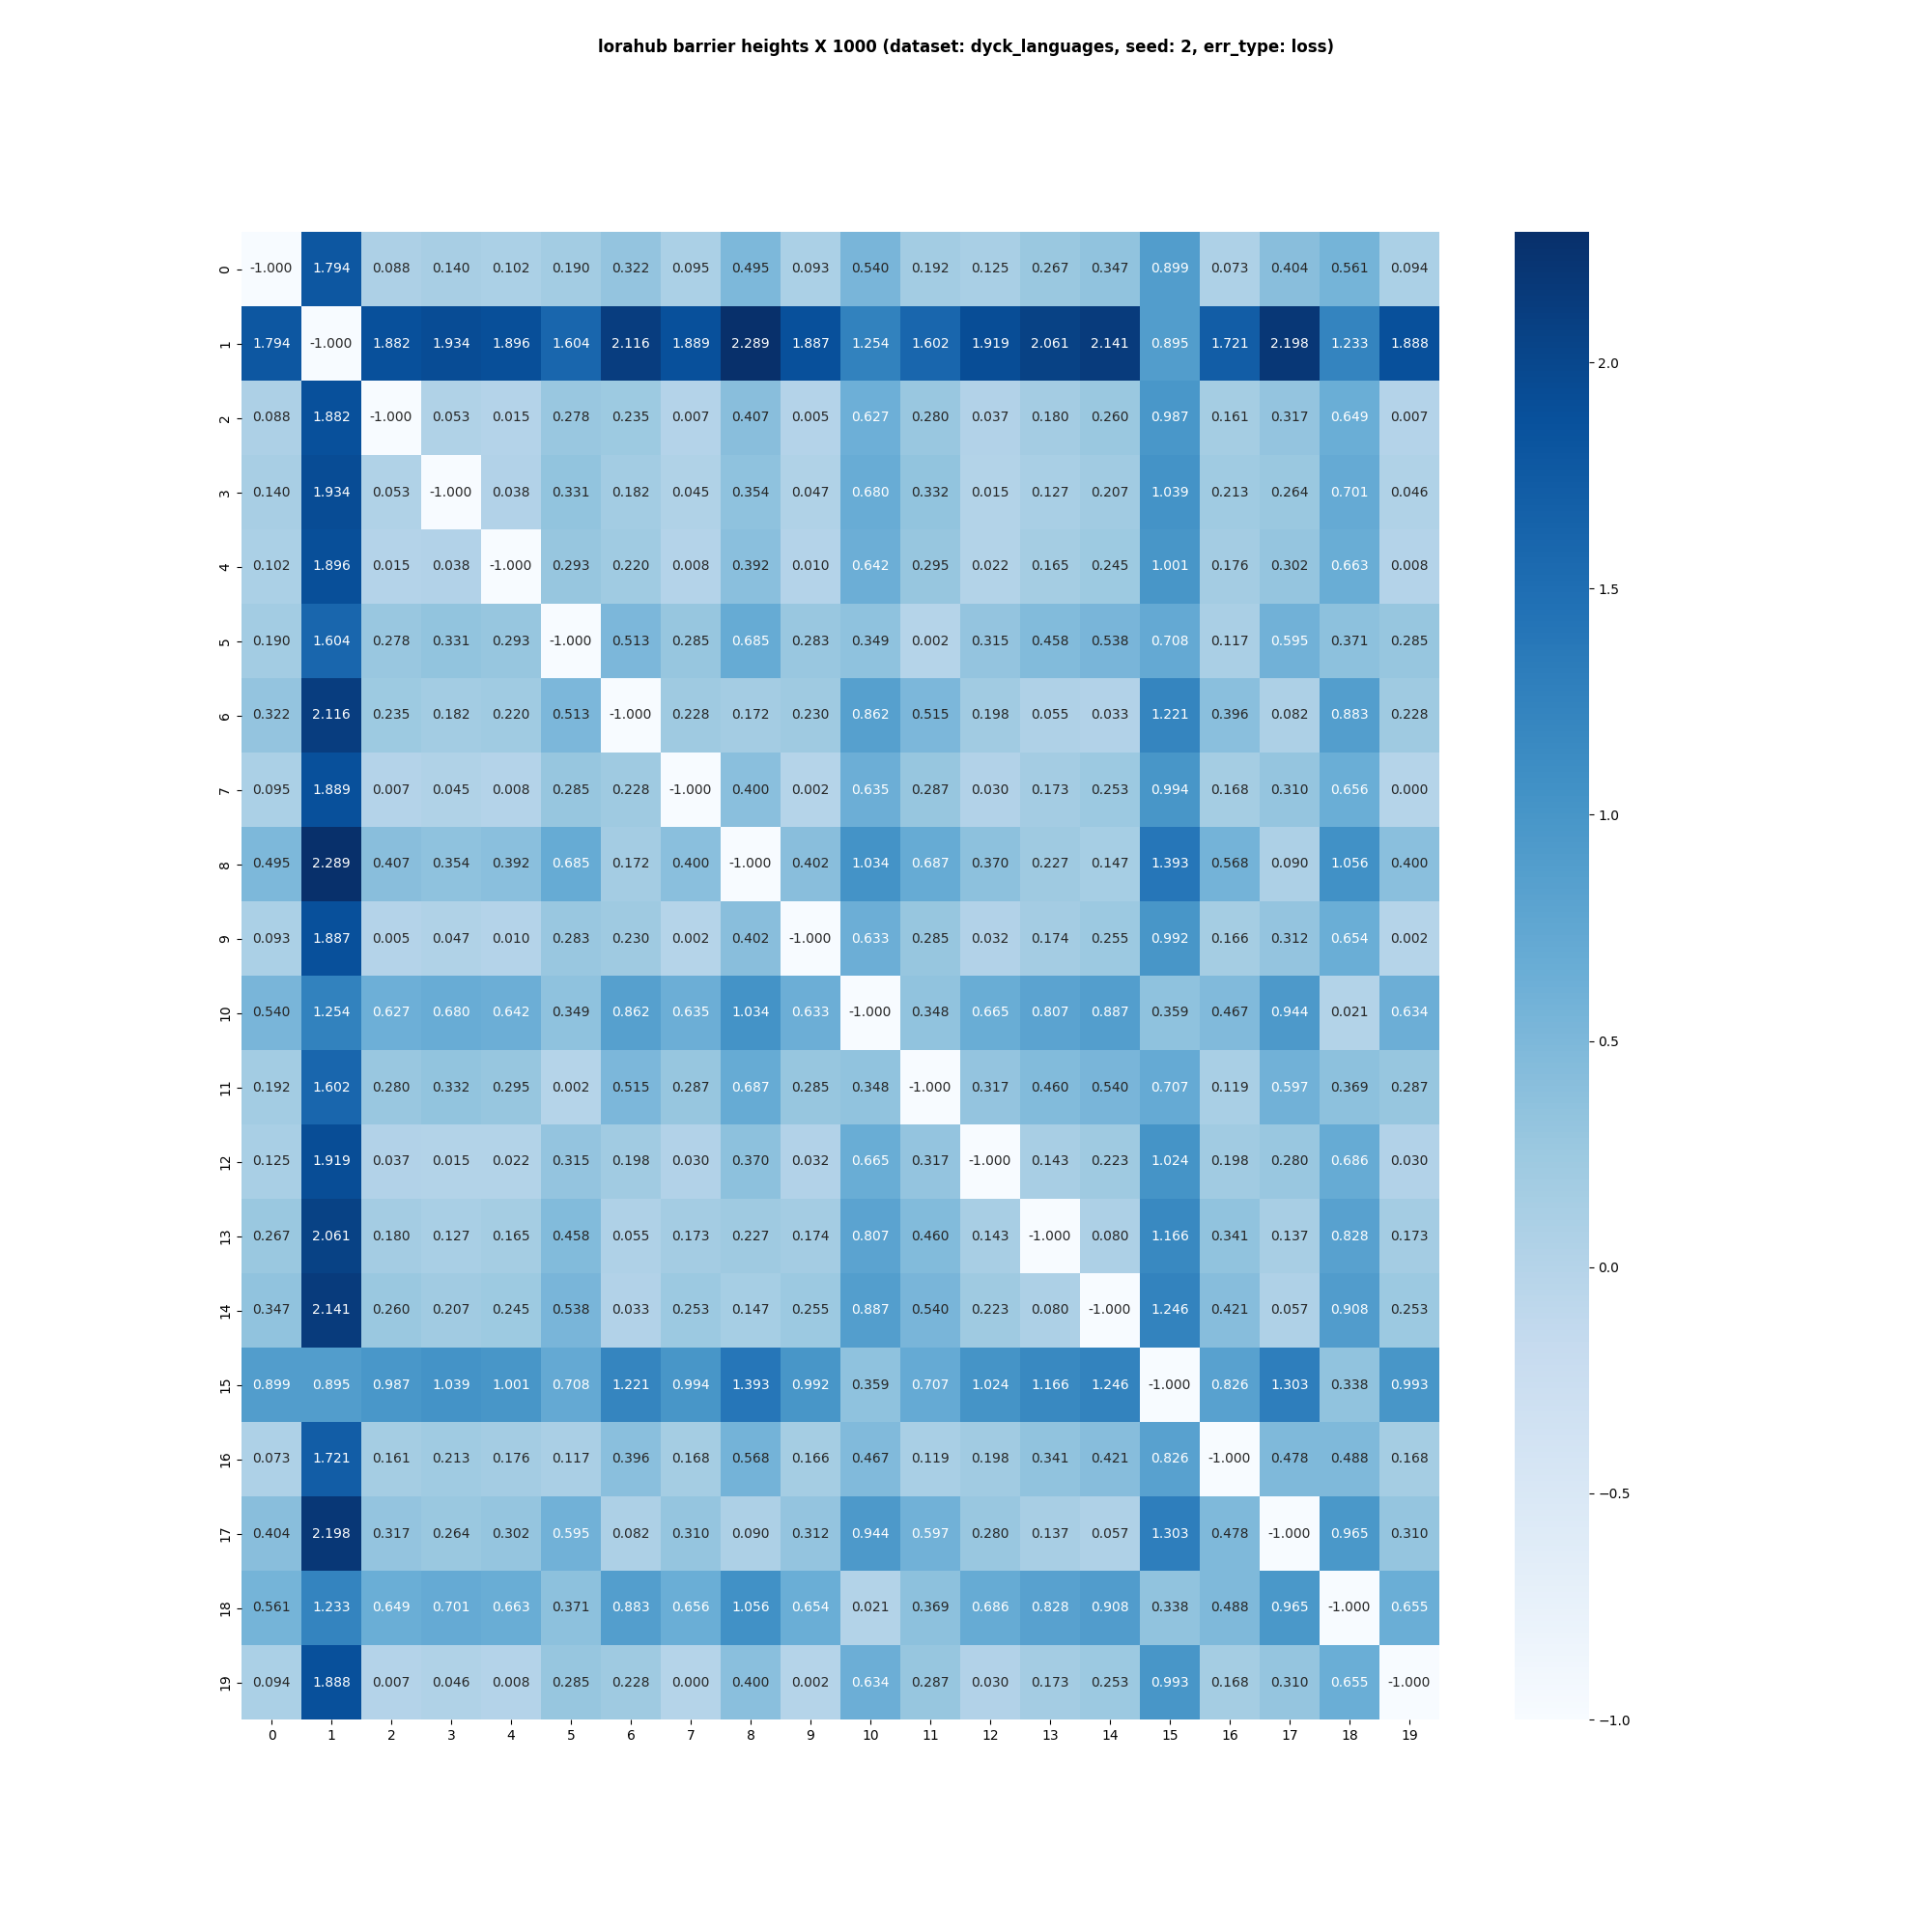 lorahub barrier heights X 1000 (dataset: dyck_languages, seed: 2, err_type: loss)
0 -1.000 1.794 0.088 0.140 0.102 0.190 0.322 0.095 0.495 0.093 0.540 0.192 0.125 0.267 0.347 0.899 0.073 0.404 0.561 0.094
1 1.794 -1.000 1.882 1.934 1.896 1.604 2.116 1.889 2.289 1.887 1.254 1.602 1.919 2.061 2.141 0.895 1.721 2.198 1.233 1.888
2.0
2 0.088 1.882 -1.000 0.053 0.015 0.278 0.235 0.007 0.407 0.005 0.627 0.280 0.037 0.180 0.260 0.987 0.161 0.317 0.649 0.007
3 0.140 1.934 0.053 -1.000 0.038 0.331 0.182 0.045 0.354 0.047 0.680 0.332 0.015 0.127 0.207 1.039 0.213 0.264 0.701 0.046
4 0.102 1.896 0.015 0.038 -1.000 0.293 0.220 0.008 0.392 0.010 0.642 0.295 0.022 0.165 0.245 1.001 0.176 0.302 0.663 0.008
1.5
5 0.190 1.604 0.278 0.331 0.293 -1.000 0.513 0.285 0.685 0.283 0.349 0.002 0.315 0.458 0.538 0.708 0.117 0.595 0.371 0.285
6 0.322 2.116 0.235 0.182 0.220 0.513 -1.000 0.228 0.172 0.230 0.862 0.515 0.198 0.055 0.033 1.221 0.396 0.082 0.883 0.228
7 0.095 1.889 0.007 0.045 0.008 0.285 0.228 -1.000 0.400 0.002 0.635 0.287 0.030 0.173 0.253 0.994 0.168 0.310 0.656 0.000
1.0
8 0.495 2.289 0.407 0.354 0.392 0.685 0.172 0.400 -1.000 0.402 1.034 0.687 0.370 0.227 0.147 1.393 0.568 0.090 1.056 0.400
9 0.093 1.887 0.005 0.047 0.010 0.283 0.230 0.002 0.402 -1.000 0.633 0.285 0.032 0.174 0.255 0.992 0.166 0.312 0.654 0.002
10 0.540 1.254 0.627 0.680 0.642 0.349 0.862 0.635 1.034 0.633 -1.000 0.348 0.665 0.807 0.887 0.359 0.467 0.944 0.021 0.634
0.5
11 0.192 1.602 0.280 0.332 0.295 0.002 0.515 0.287 0.687 0.285 0.348 -1.000 0.317 0.460 0.540 0.707 0.119 0.597 0.369 0.287
12 0.125 1.919 0.037 0.015 0.022 0.315 0.198 0.030 0.370 0.032 0.665 0.317 -1.000 0.143 0.223 1.024 0.198 0.280 0.686 0.030
13 0.267 2.061 0.180 0.127 0.165 0.458 0.055 0.173 0.227 0.174 0.807 0.460 0.143 -1.000 0.080 1.166 0.341 0.137 0.828 0.173
0.0
14 0.347 2.141 0.260 0.207 0.245 0.538 0.033 0.253 0.147 0.255 0.887 0.540 0.223 0.080 -1.000 1.246 0.421 0.057 0.908 0.253
15 0.899 0.895 0.987 1.039 1.001 0.708 1.221 0.994 1.393 0.992 0.359 0.707 1.024 1.166 1.246 -1.000 0.826 1.303 0.338 0.993
16 0.073 1.721 0.161 0.213 0.176 0.117 0.396 0.168 0.568 0.166 0.467 0.119 0.198 0.341 0.421 0.826 -1.000 0.478 0.488 0.168
−0.5
17 0.404 2.198 0.317 0.264 0.302 0.595 0.082 0.310 0.090 0.312 0.944 0.597 0.280 0.137 0.057 1.303 0.478 -1.000 0.965 0.310
18 0.561 1.233 0.649 0.701 0.663 0.371 0.883 0.656 1.056 0.654 0.021 0.369 0.686 0.828 0.908 0.338 0.488 0.965 -1.000 0.655
19 0.094 1.888 0.007 0.046 0.008 0.285 0.228 0.000 0.400 0.002 0.634 0.287 0.030 0.173 0.253 0.993 0.168 0.310 0.655 -1.000
−1.0
0 1 2 3 4 5 6 7 8 9 10 11 12 13 14 15 16 17 18 19